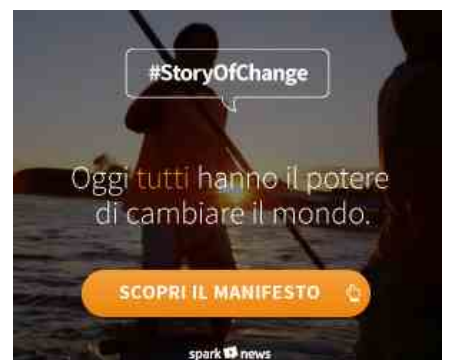 #StoryOfChange
Oggi tutti hanno il potere
di cambiare il mondo.
SCOPRI IL MANIFESTO
spark news